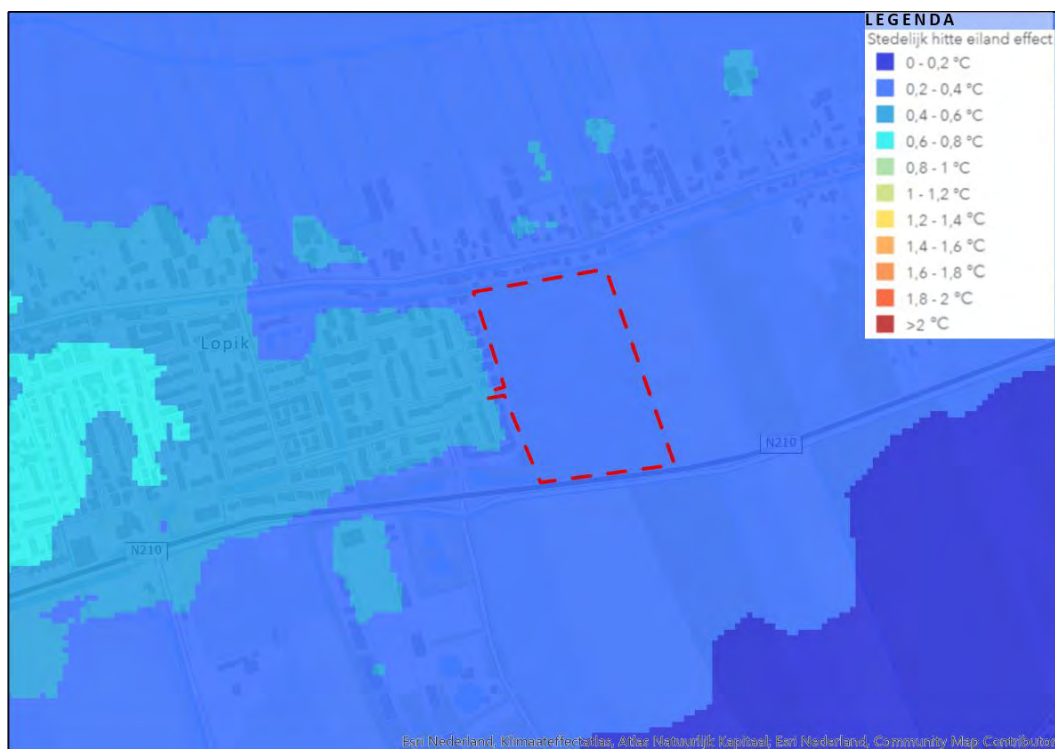 LEGENDA
Stedelijk hitte eiland effect
0 - 0,2 °C
0,2 - 0,4 °C
0,4 - 0,6 °C
0,6 - 0,8 °C
0,8 - 1 °C
1 - 1,2 °C
1,2 - 1,4 °C
1,4 - 1,6 °C
1,6 - 1,8 °C
1,8 - 2 °C
>2 °C
Lopik
N210
N210
Esri Nederland, Klimaateffectatlas, Atlas Natuurlijk Kapitaal, Esri Nederland, Community Map Contributo